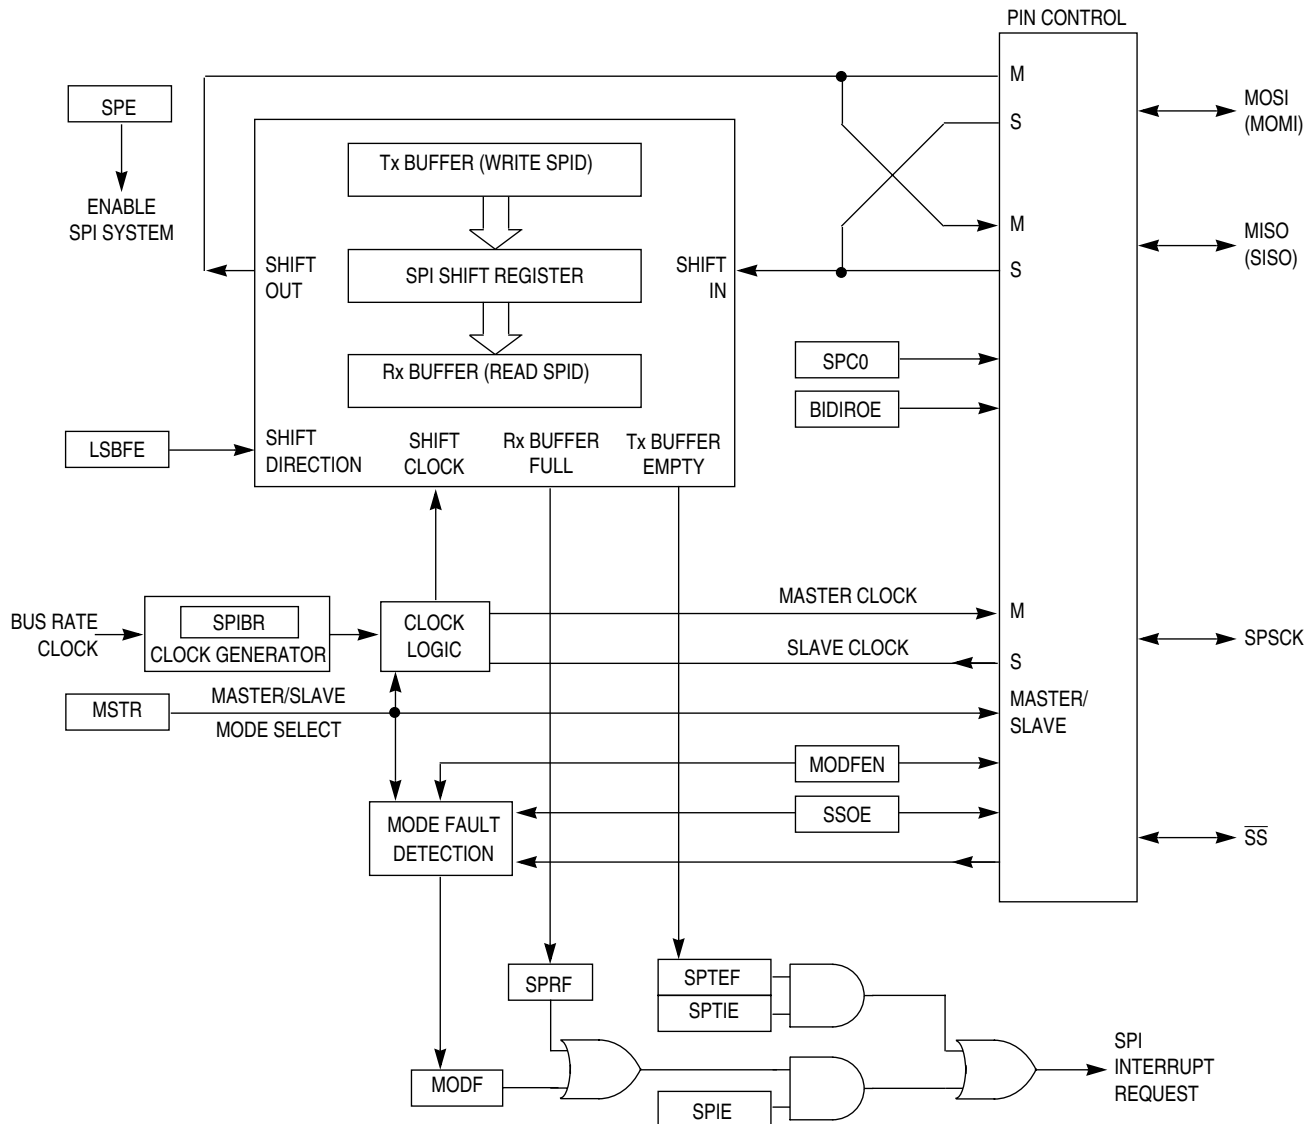 PIN CONTROL
SPE
ENABLE
SPI SYSTEM
Tx BUFFER (WRITE SPID)
SPI SHIFT REGISTER
Rx BUFFER (READ SPID)
SHIFT
OUT
SHIFT
IN
LSBFE
SHIFT
DIRECTION
SHIFT
CLOCK
Rx BUFFER
FULL
Tx BUFFER
EMPTY
M
S
M
S
MOSI
(MOMI)
MISO
(SISO)
SPC0
BIDIROE
BUS RATE
CLOCK
SPIBR
CLOCK GENERATOR
CLOCK
LOGIC
MASTER CLOCK
M
SLAVE CLOCK
S
SPSCK
MSTR
MASTER/SLAVE
MODE SELECT
MASTER/
SLAVE
MODFEN
SSOE
MODE FAULT
DETECTION
SS
SPRF
SPTEF
SPTIE
MODF
SPIE
SPI
INTERRUPT
REQUEST